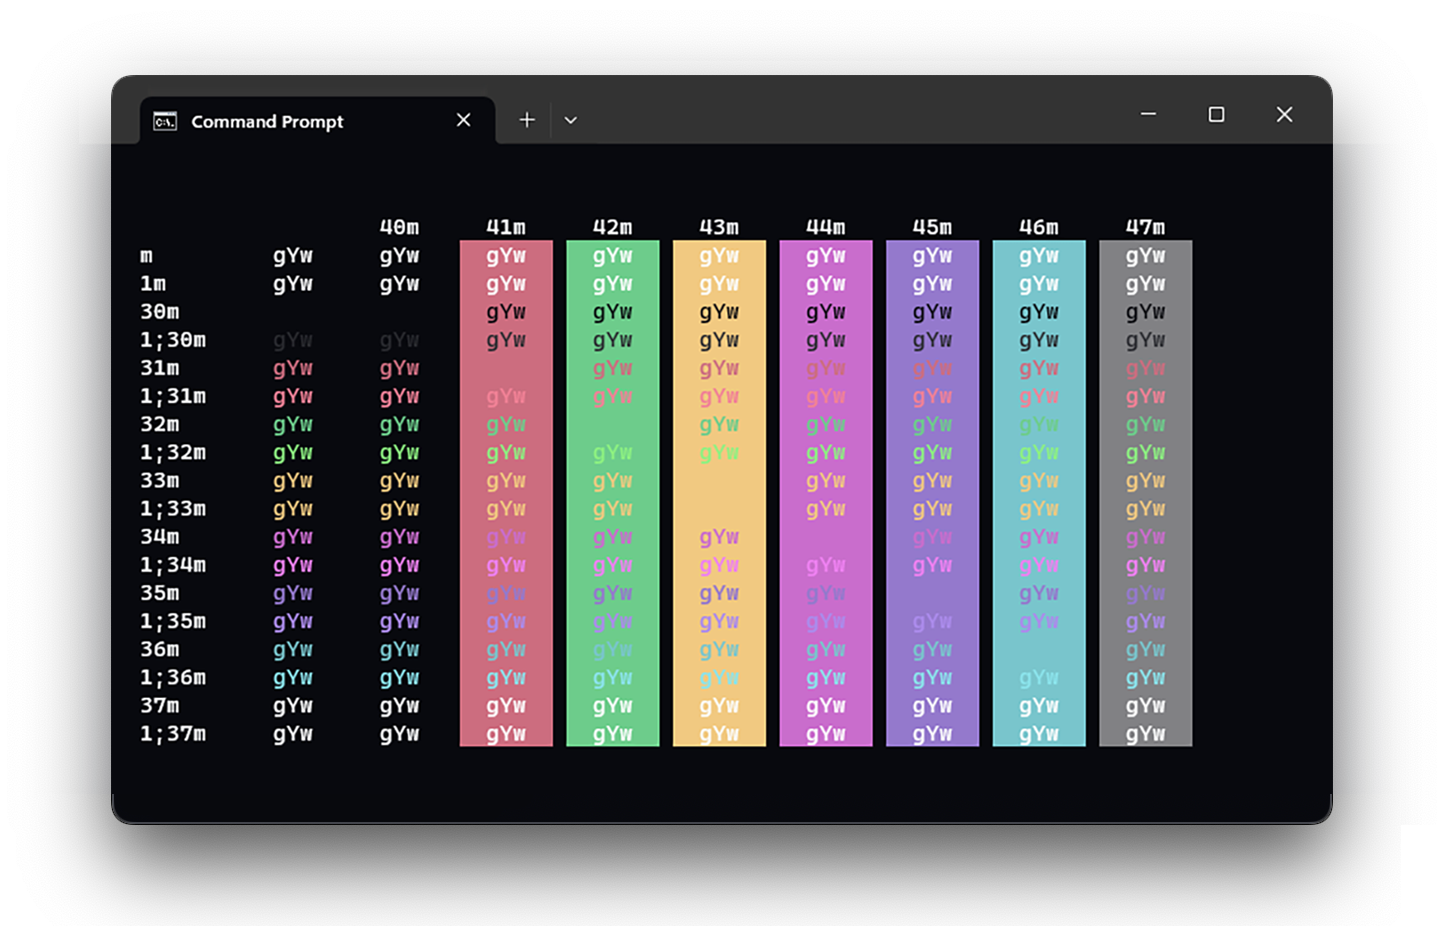 C:\. Command Prompt
40m 41m 42m 43m 44m 45m 46m 47m
m gYw gYw gYw gYw gYw gYw gYw gYw gYw
1m gYw gYw gYw gYw gYw gYw gYw gYw gYw
30m gYw gYw gYw gYw gYw gYw gYw
1;30m gYw gYw gYw gYw gYw gYw gYw gYw gYw
31m gYw gYw gYw gYw gYw gYw gYw gYw
1;31m gYw gYw gYw gYw gYw gYw gYw gYw gYw
32m gYw gYw gYw gYw gYw gYw gYw gYw
1;32m gYw gYw gYw gYw gYw gYw gYw gYw gYw
33m gYw gYw gYw gYw gYw gYw gYw gYw
1;33m gYw gYw gYw gYw gYw gYw gYw gYw
34m gYw gYw gYw gYw gYw gYw gYw gYw
1;34m gYw gYw gYw gYw gYw gYw gYw gYw gYw
35m gYw gYw gYw gYw gYw gYw gYw gYw
1;35m gYw gYw gYw gYw gYw gYw gYw gYw gYw
36m gYw gYw gYw gYw gYw gYw gYw gYw
1;36m gYw gYw gYw gYw gYw gYw gYw gYw gYw
37m gYw gYw gYw gYw gYw gYw gYw gYw gYw
1;37m gYw gYw gYw gYw gYw gYw gYw gYw gYw